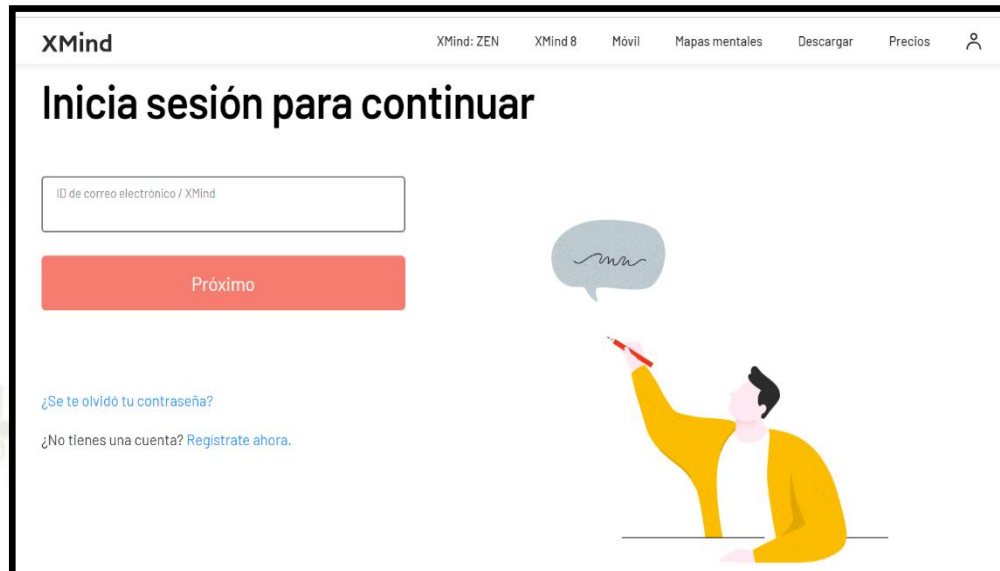 XMind
XMind: ZEN XMind 8 Móvil Mapas mentales Descargar Precios
Inicia sesión para continuar
ID de correo electrónico / XMind
Próximo
¿Se te olvidó tu contraseña?
¿No tienes una cuenta? Regístrate ahora.